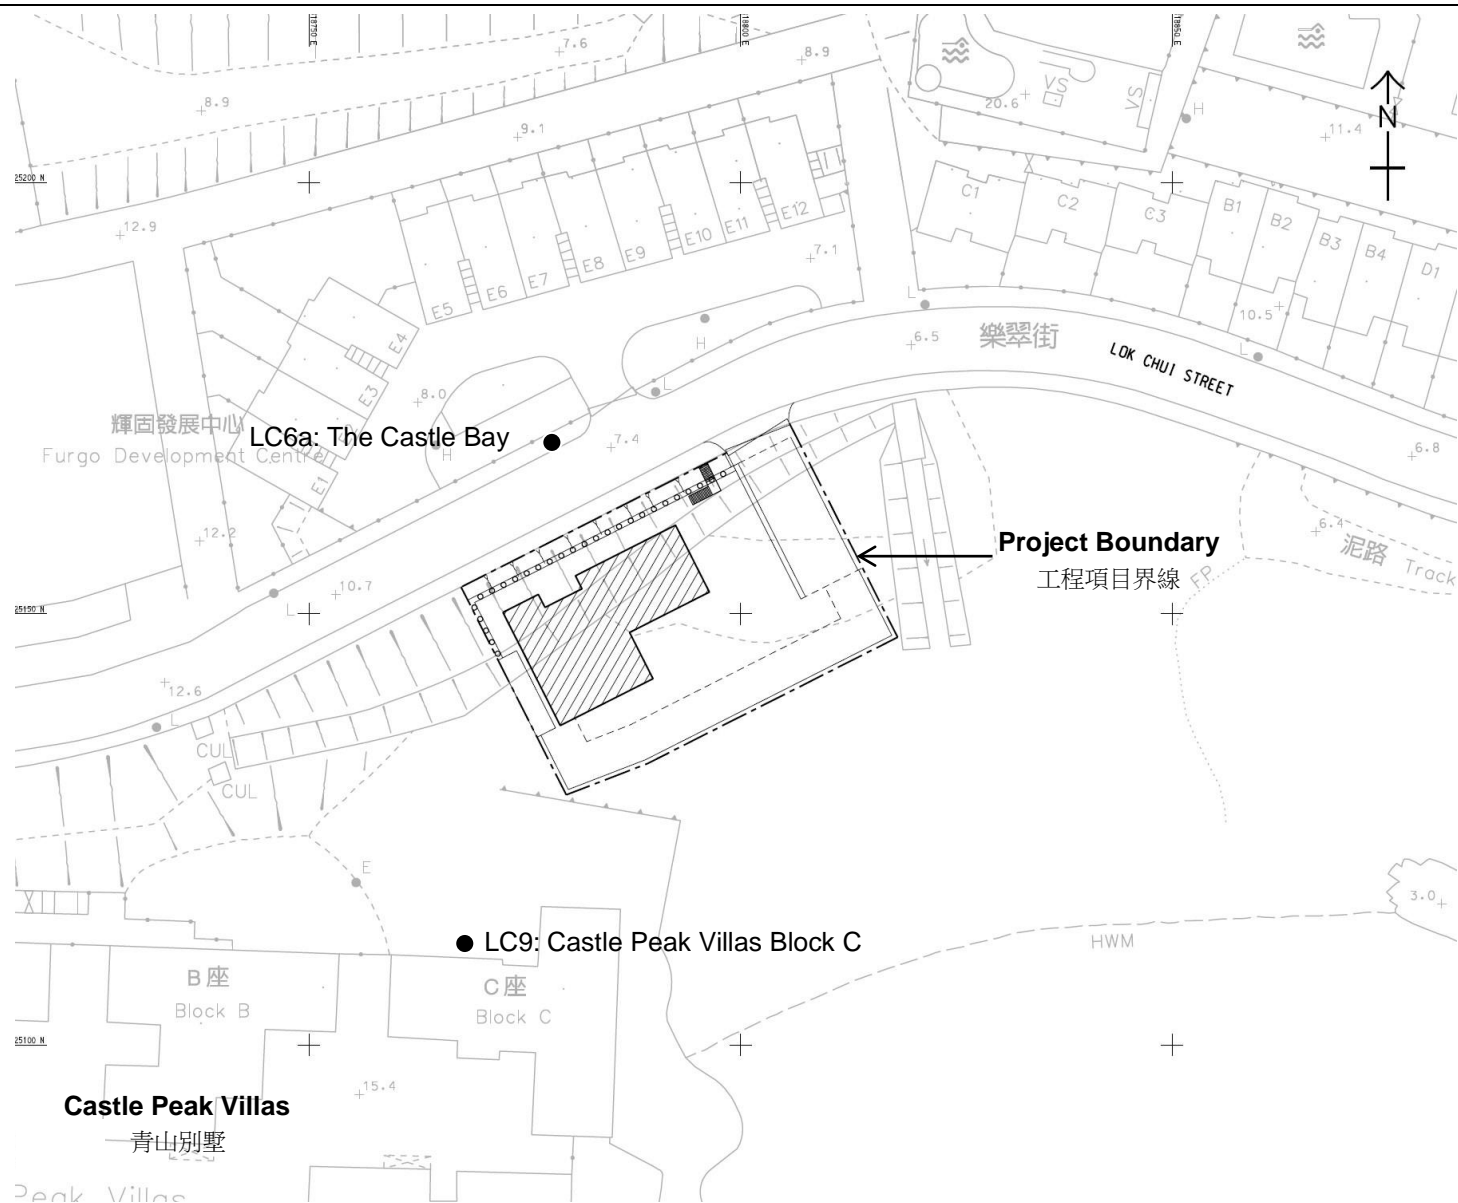 18750 E
18800 E
18850 E
7.6
8.9
8.9
9.1
20.6
VS
VS
H
11.4
N
25200 N
12.9
C1
C2
C3
B1
B2
B3
B4
D1
E12
E11
E10
E9
E8
E7
E6
E5
7.1
L
10.5
L
6.5
樂翠街
LOK CHUI STREET
H
L
E4
E3
E2
E1
8.0
輝固發展中心
Furgo Development Centre
LC6a: The Castle Bay
H
7.4
6.8
12.2
Project Boundary
工程項目界線
6.4
泥路 Track
FP
10.7
L
25150 N
12.6
L
CUL
CUL
E
3.0
HWM
LC9: Castle Peak Villas Block C
B座
Block B
C座
Block C
25100 N
15.4
Castle Peak Villas
青山別墅
Peak Villas